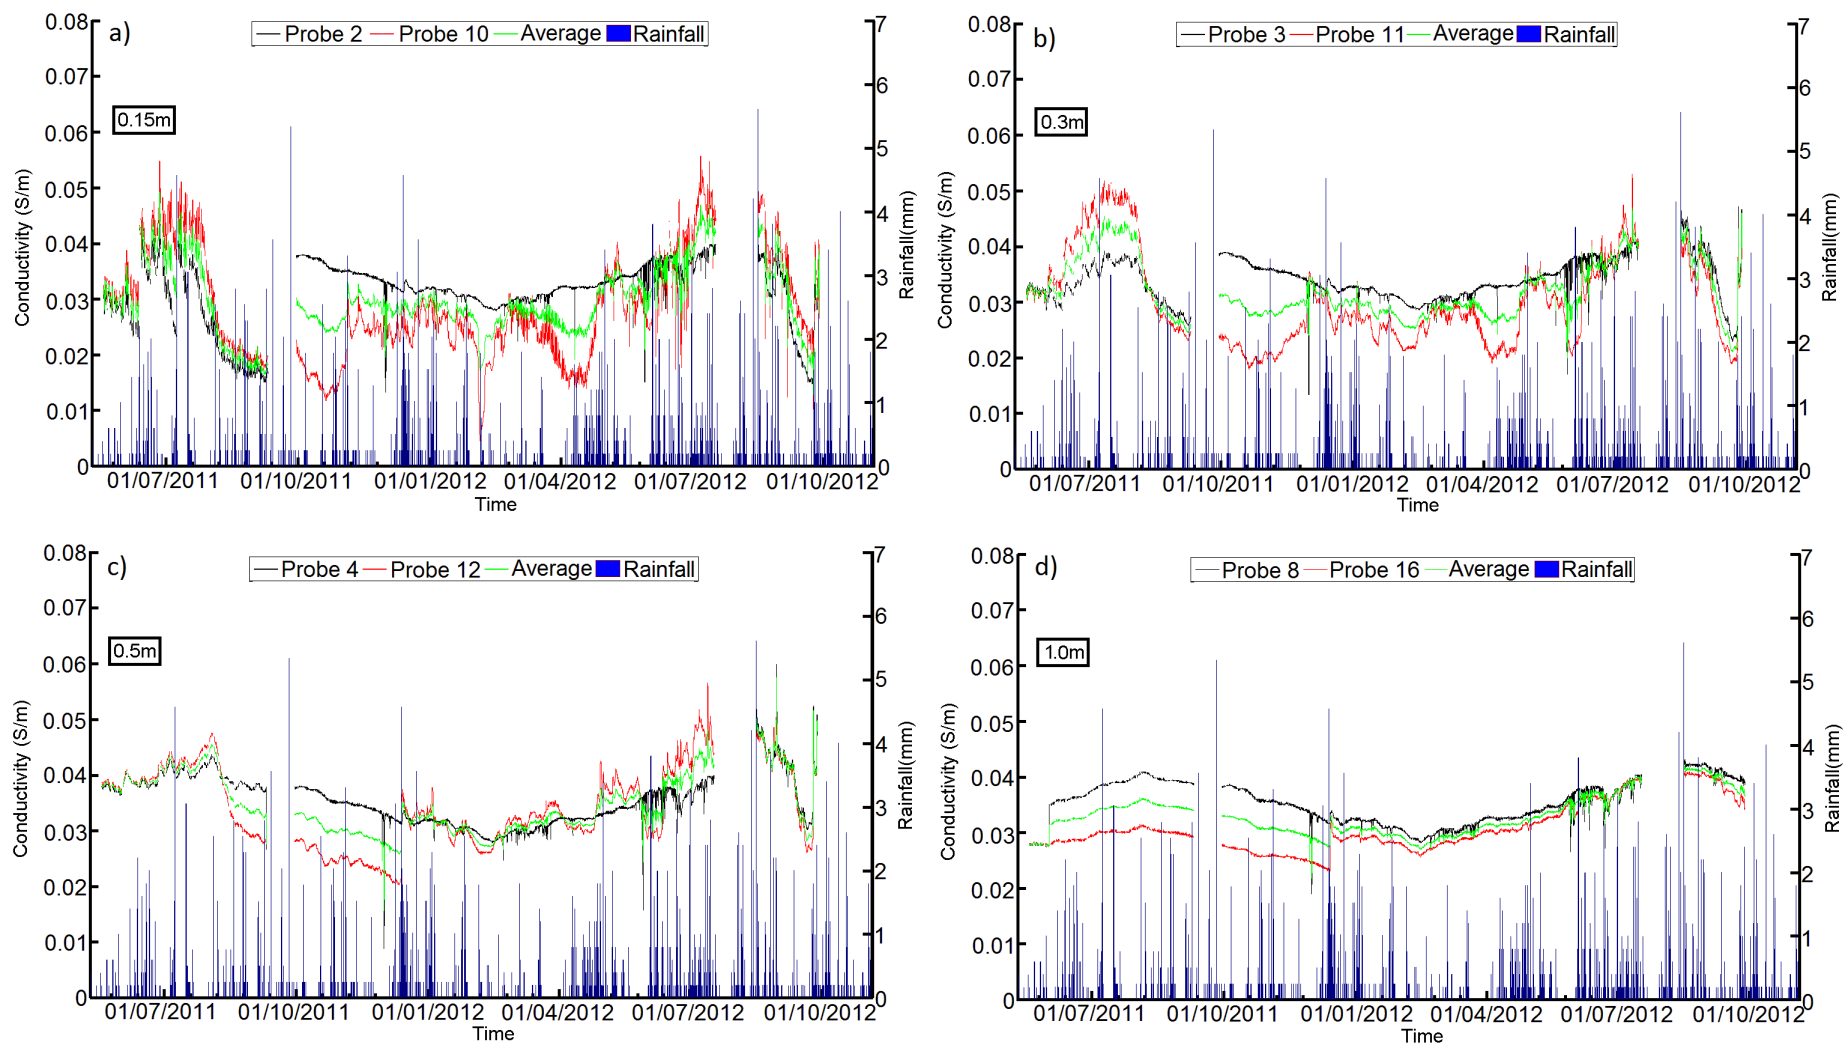 a)
Probe 2 Probe 10 Average Rainfall
0.15m
Conductivity (S/m)
0.08
0.07
0.06
0.05
0.04
0.03
0.02
0.01
0
Rainfall(mm)
7
6
5
4
3
2
1
0
01/07/2011 01/10/2011 01/01/2012 01/04/2012 01/07/2012 01/10/2012
Time
b)
Probe 3 Probe 11 Average Rainfall
0.3m
Conductivity (S/m)
0.08
0.07
0.06
0.05
0.04
0.03
0.02
0.01
0
Rainfall(mm)
7
6
5
4
3
2
1
0
01/07/2011 01/10/2011 01/01/2012 01/04/2012 01/07/2012 01/10/2012
Time
c)
Probe 4 Probe 12 Average Rainfall
0.5m
Conductivity (S/m)
0.08
0.07
0.06
0.05
0.04
0.03
0.02
0.01
0
Rainfall(mm)
7
6
5
4
3
2
1
0
01/07/2011 01/10/2011 01/01/2012 01/04/2012 01/07/2012 01/10/2012
Time
d)
Probe 8 Probe 16 Average Rainfall
1.0m
Conductivity (S/m)
0.08
0.07
0.06
0.05
0.04
0.03
0.02
0.01
0
Rainfall(mm)
7
6
5
4
3
2
1
0
01/07/2011 01/10/2011 01/01/2012 01/04/2012 01/07/2012 01/10/2012
Time